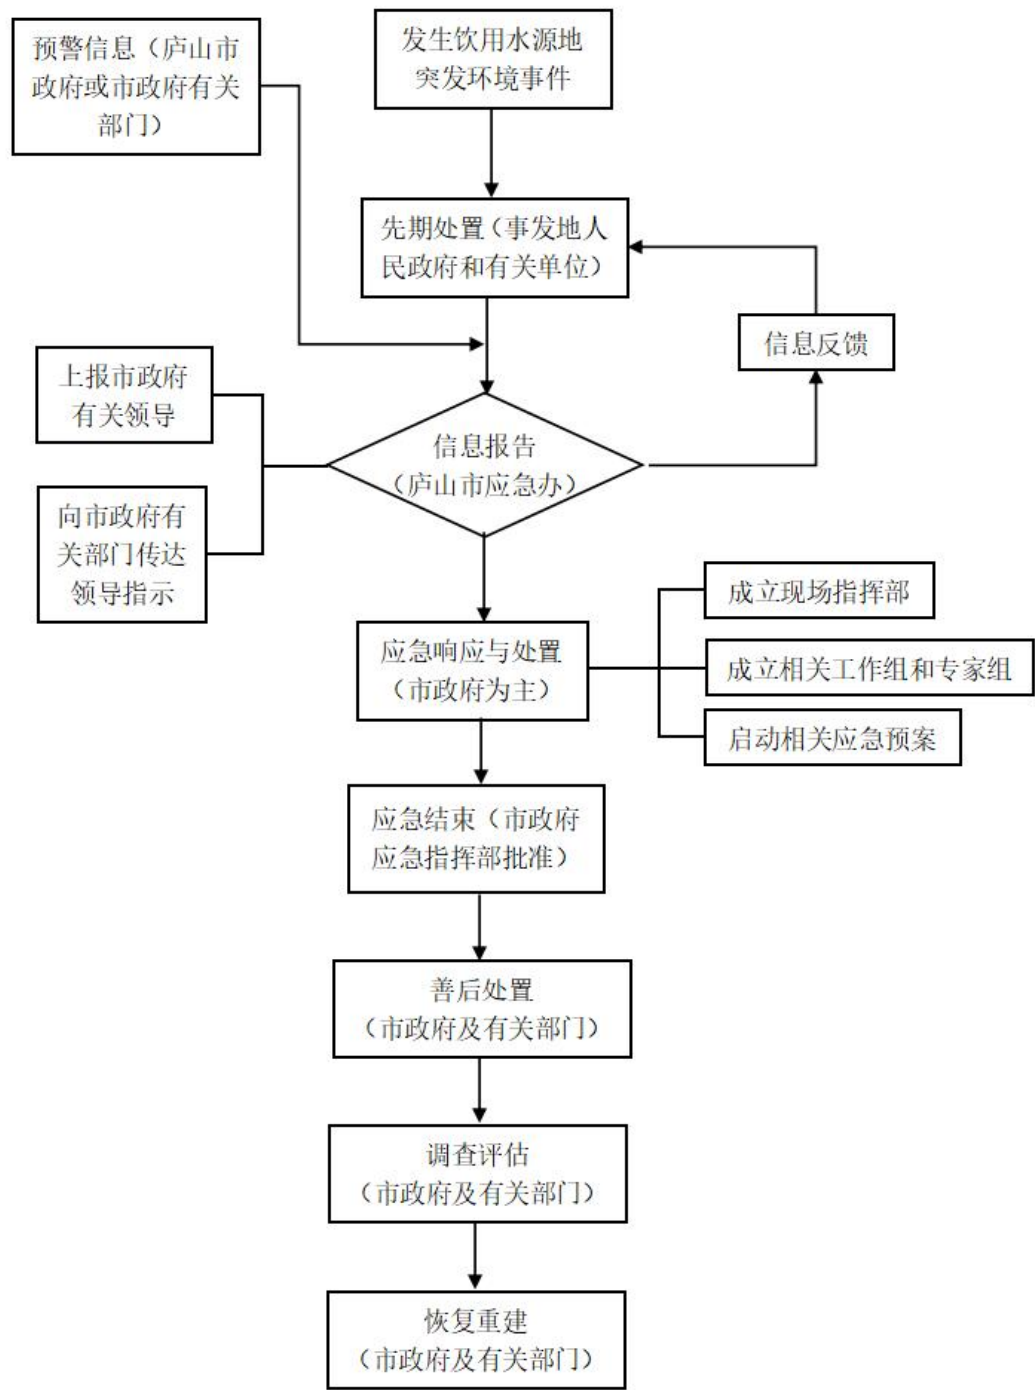 预警信息（庐山市
政府或市政府有关
部门）
发生饮用水源地
突发环境事件
先期处置（事发地人
民政府和有关单位）
信息反馈
上报市政府
有关领导
信息报告
（庐山市应急办）
向市政府有
关部门传达
领导指示
应急响应与处置
（市政府为主）
成立现场指挥部
成立相关工作组和专家组
启动相关应急预案
应急结束（市政府
应急指挥部批准）
善后处置
（市政府及有关部门）
调查评估
（市政府及有关部门）
恢复重建
（市政府及有关部门）